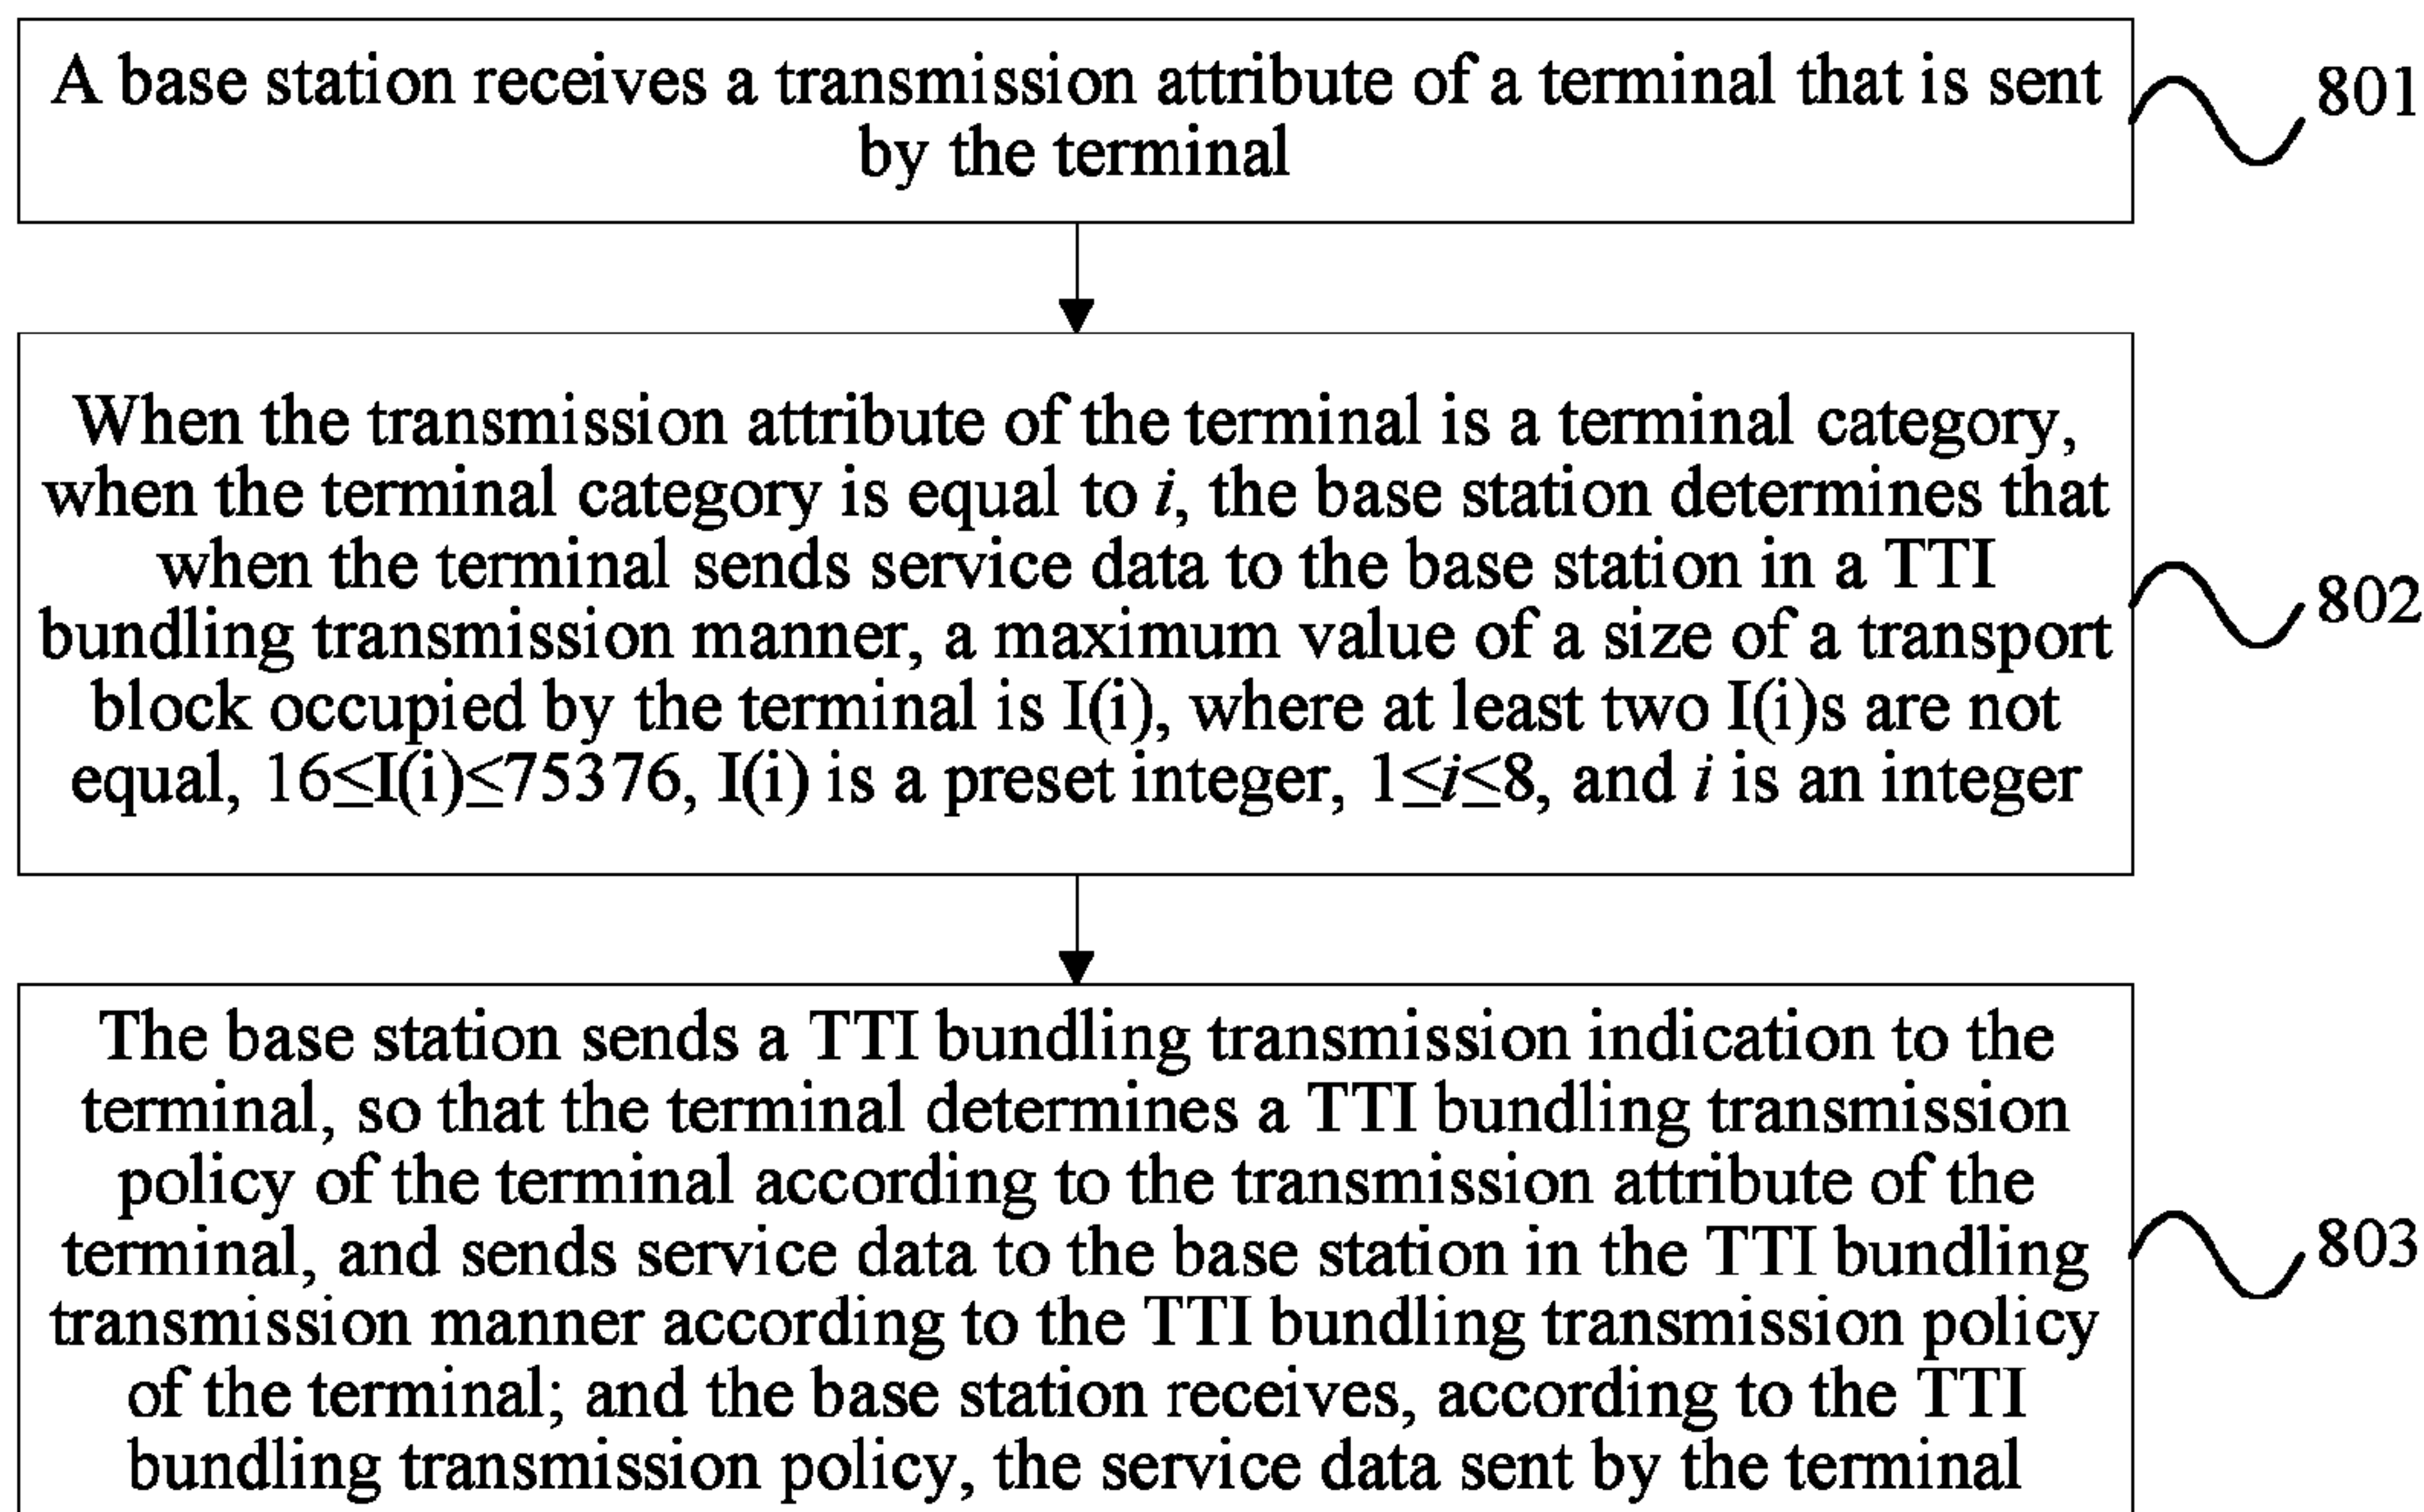 A base station receives a transmission attribute of a terminal that is sent
by the terminal
801
When the transmission attribute of the terminal is a terminal category,
when the terminal category is equal to i, the base station determines that
when the terminal sends service data to the base station in a TTI
bundling transmission manner, a maximum value of a size of a transport
block occupied by the terminal is I(i), where at least two I(i)s are not
equal, 16≤I(i)≤75376, I(i) is a preset integer, 1≤i≤8, and i is an integer
802
The base station sends a TTI bundling transmission indication to the
terminal, so that the terminal determines a TTI bundling transmission
policy of the terminal according to the transmission attribute of the
terminal, and sends service data to the base station in the TTI bundling
transmission manner according to the TTI bundling transmission policy
of the terminal; and the base station receives, according to the TTI
bundling transmission policy, the service data sent by the terminal
803